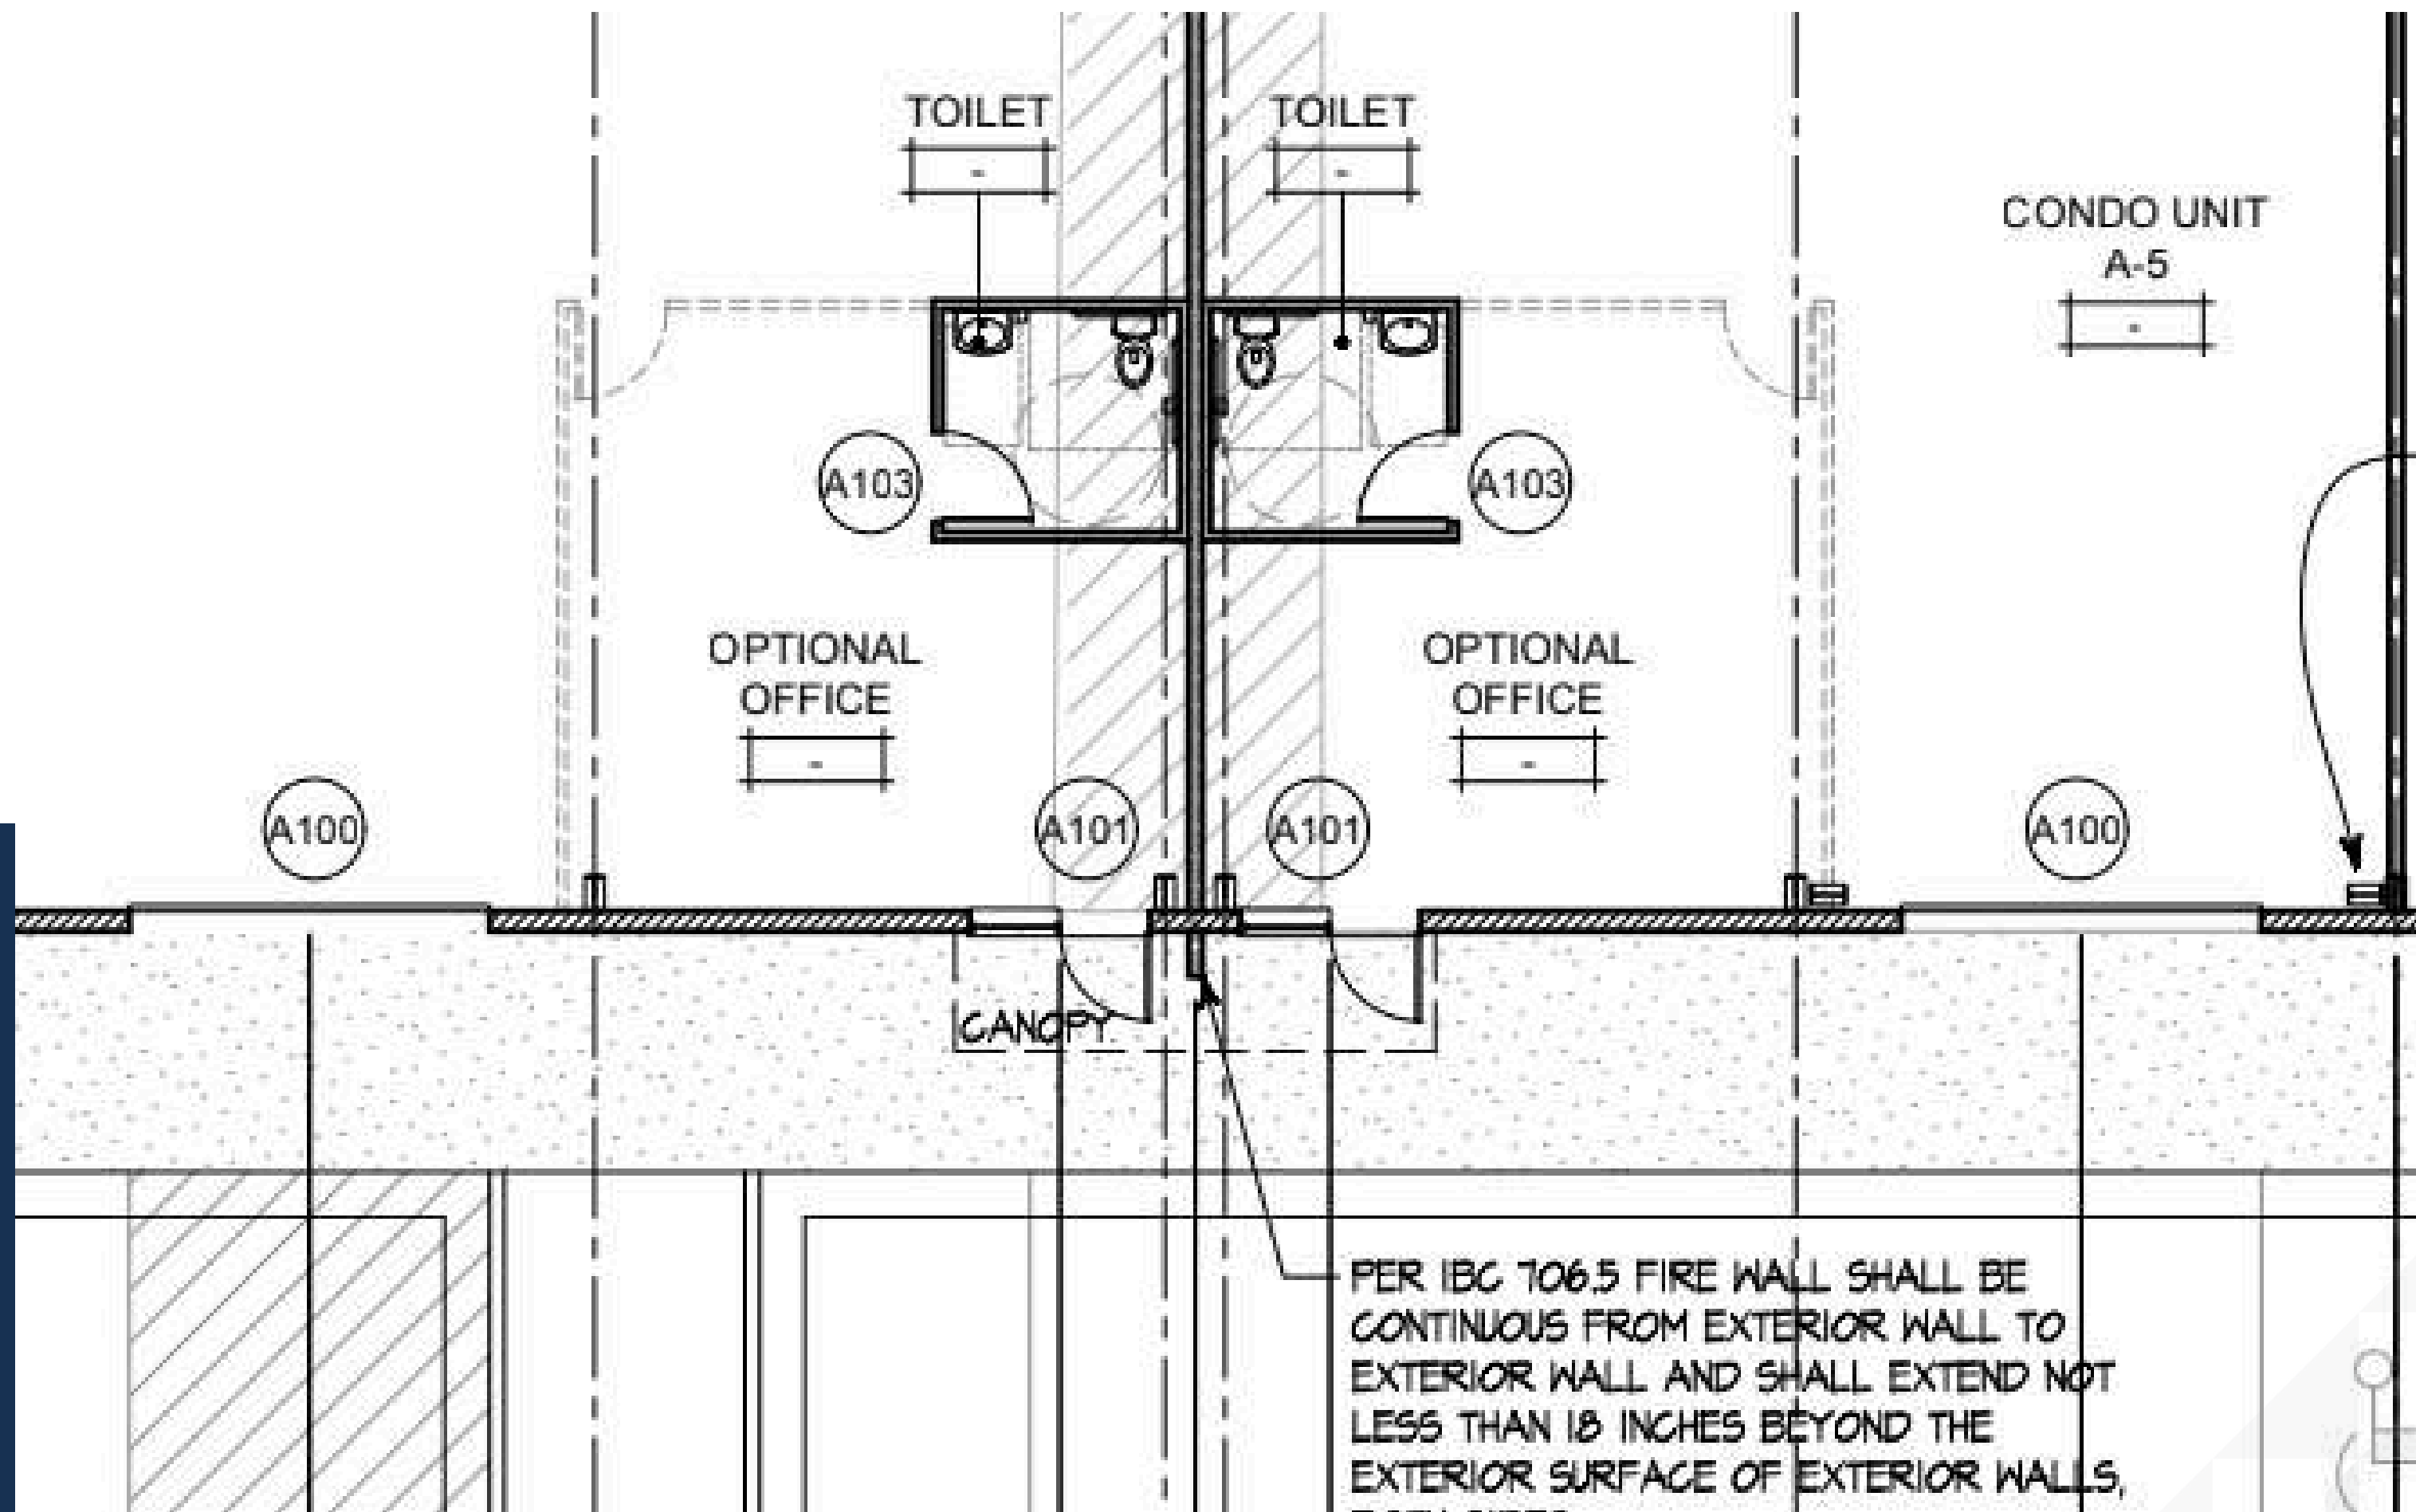 TOILET
TOILET
-
-
CONDO UNIT
A-5
-
A103
A103
OPTIONAL
OFFICE
-
OPTIONAL
OFFICE
-
A100
A101
A101
A100
CANOPY
PER IBC 706.5 FIRE WALL SHALL BE
CONTINUOUS FROM EXTERIOR WALL TO
EXTERIOR WALL AND SHALL EXTEND NOT
LESS THAN 18 INCHES BEYOND THE
EXTERIOR SURFACE OF EXTERIOR WALLS,